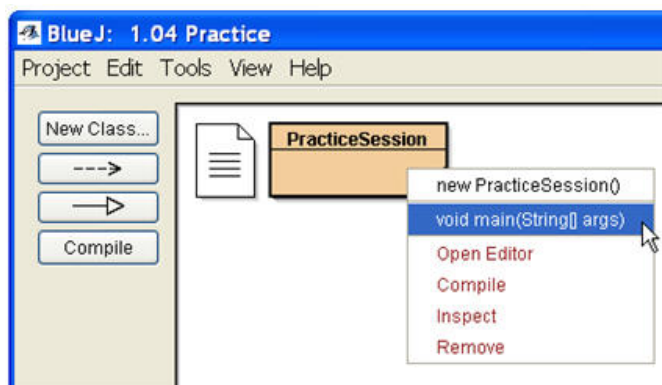 BlueJ: 1.04 Practice
Project Edit Tools View Help
New Class...
Compile
PracticeSession
new PracticeSession()
void main(String[] args)
Open Editor
Compile
Inspect
Remove